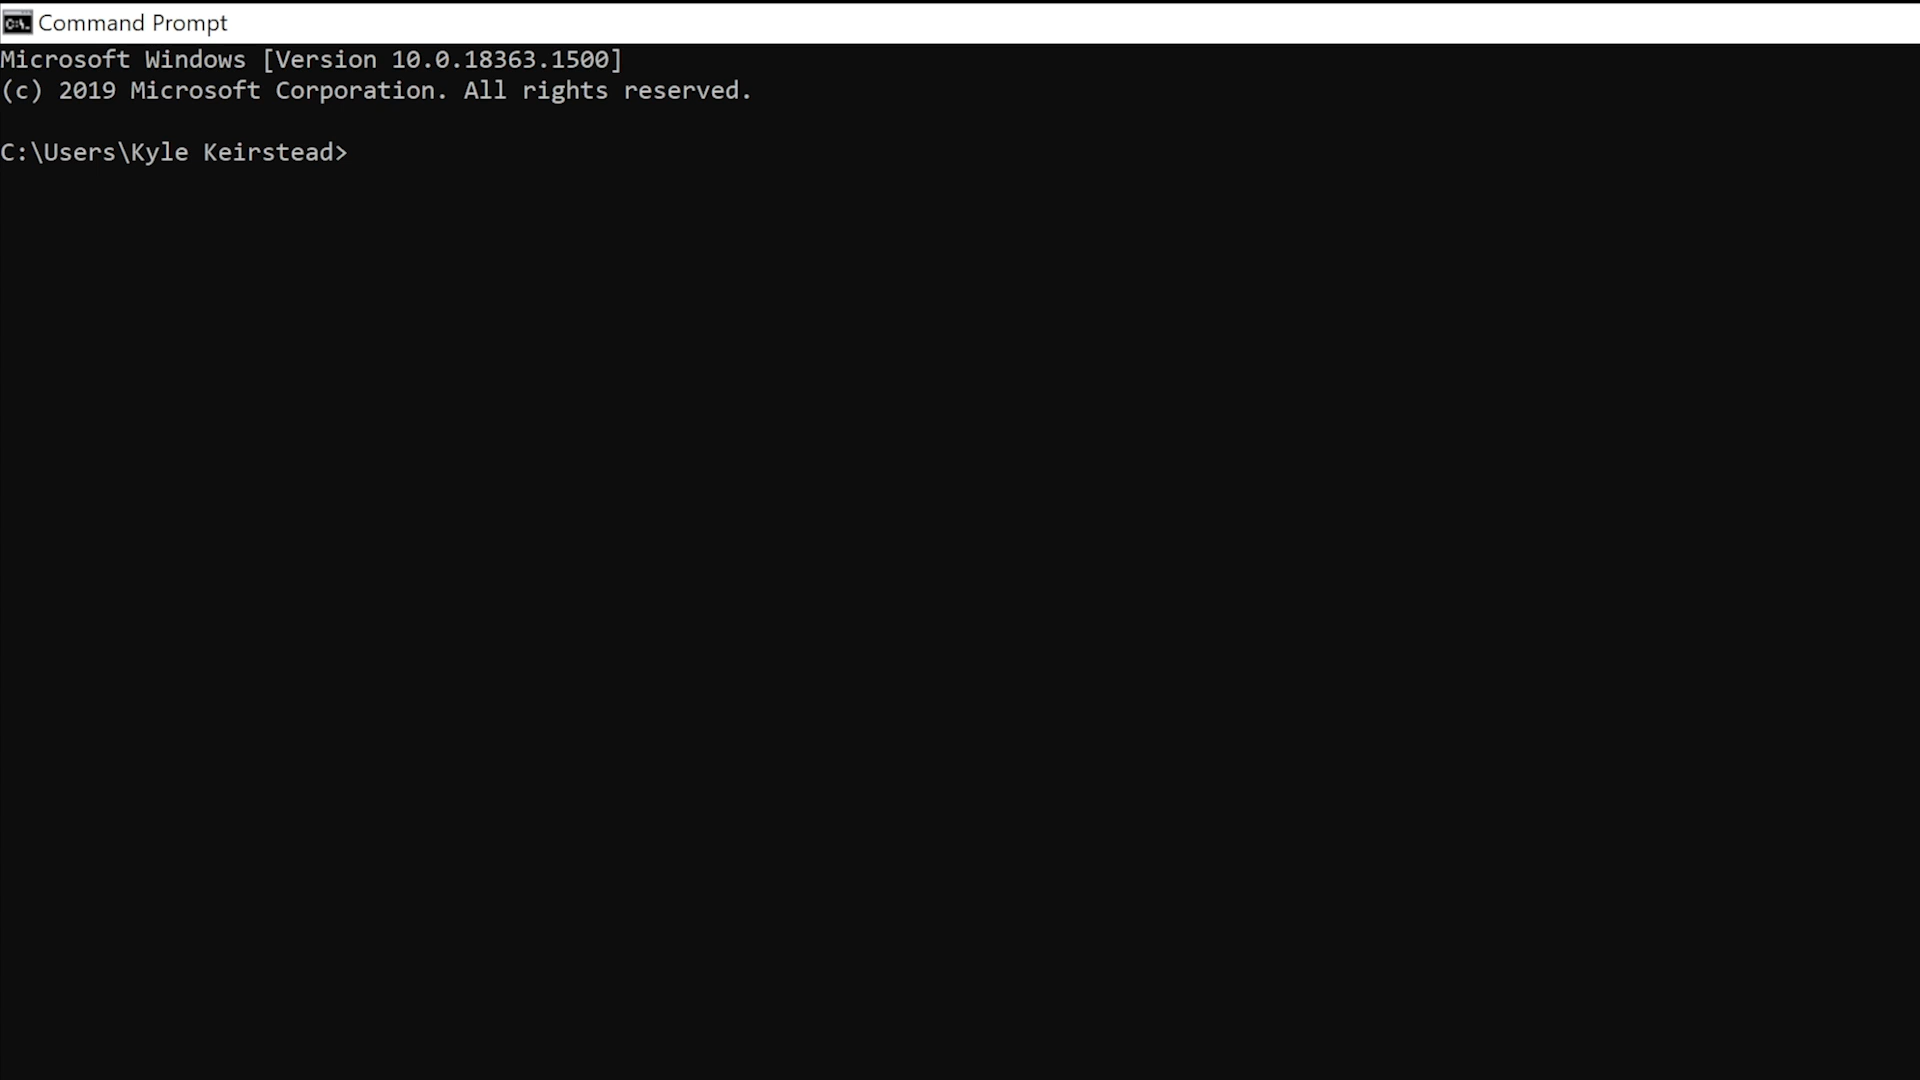 Command Prompt
Microsoft Windows [Version 10.0.18363.1500]
(c) 2019 Microsoft Corporation. All rights reserved.
C:\Users\Kyle Keirstead>